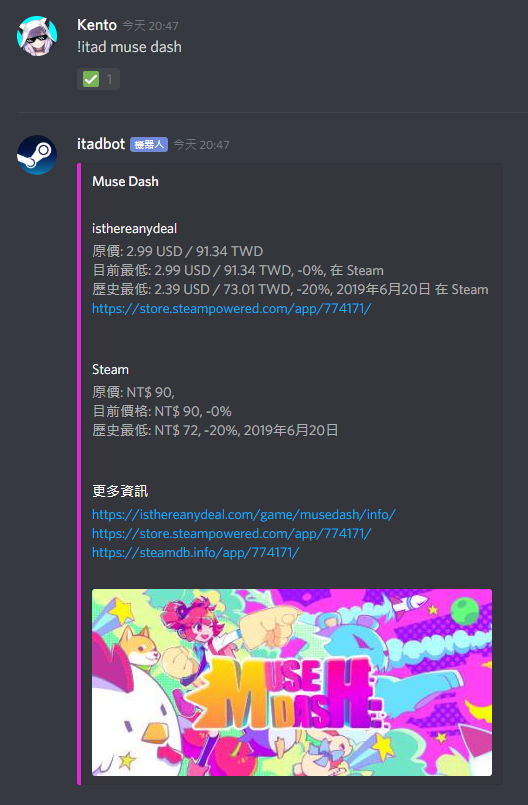 Kento 今天 20:47
!itad muse dash
1
itadbot 機器人 今天 20:47
Muse Dash
isthereanydeal
原價: 2.99 USD / 91.34 TWD
目前最低: 2.99 USD / 91.34 TWD, -0%, 在 Steam
歷史最低: 2.39 USD / 73.01 TWD, -20%, 2019年6月20日 在 Steam
https://store.steampowered.com/app/774171/
Steam
原價: NT$ 90,
目前價格: NT$ 90, -0%
歷史最低: NT$ 72, -20%, 2019年6月20日
更多資訊
https://isthereanydeal.com/game/musedash/info/
https://store.steampowered.com/app/774171/
https://steamdb.info/app/774171/
MUSE
DASH